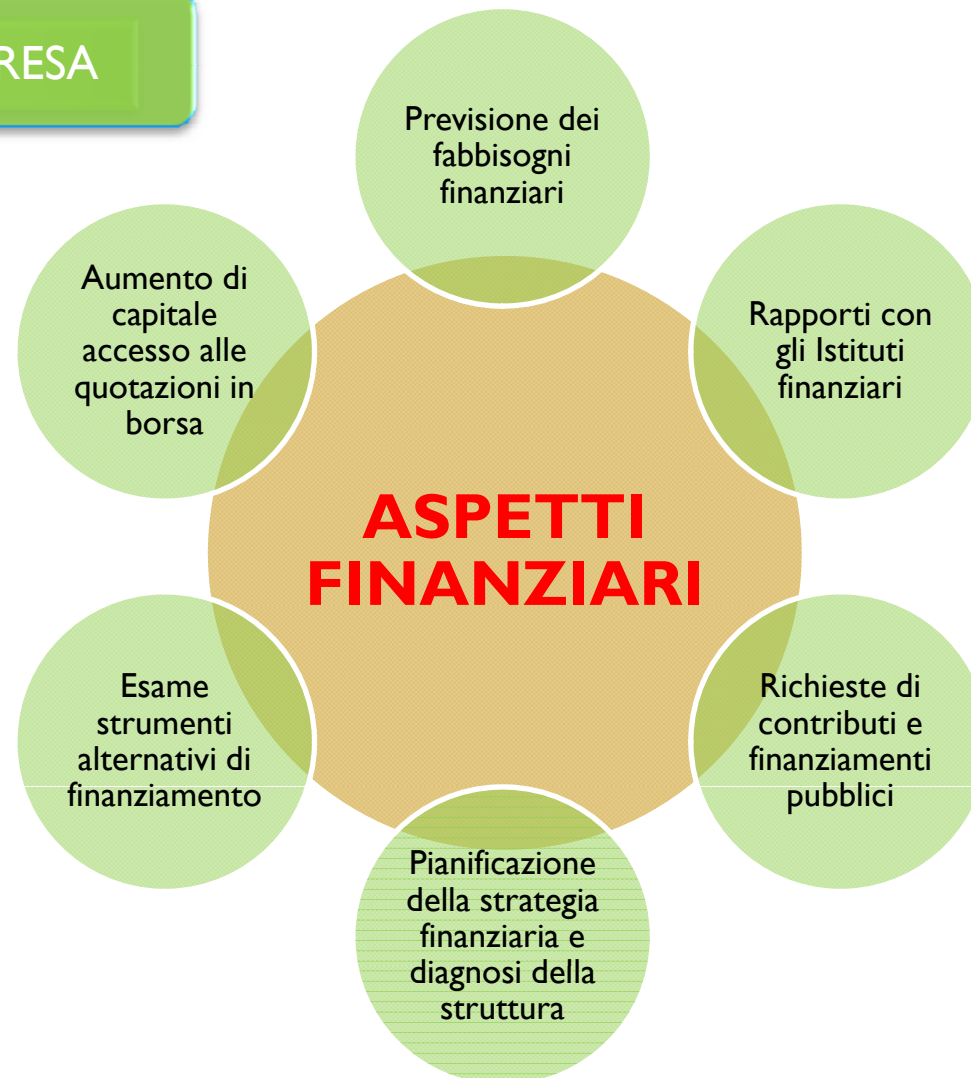 RESA
Previsione dei
fabbisogni
finanziari
Aumento di
capitale
accesso alle
quotazioni in
borsa
Rapporti con
gli Istituti
finanziari
ASPETTI
FINANZIARI
Esame
strumenti
alternativi di
finanziamento
Richieste di
contributi e
finanziamenti
pubblici
Pianificazione
della strategia
finanziaria e
diagnosi della
struttura